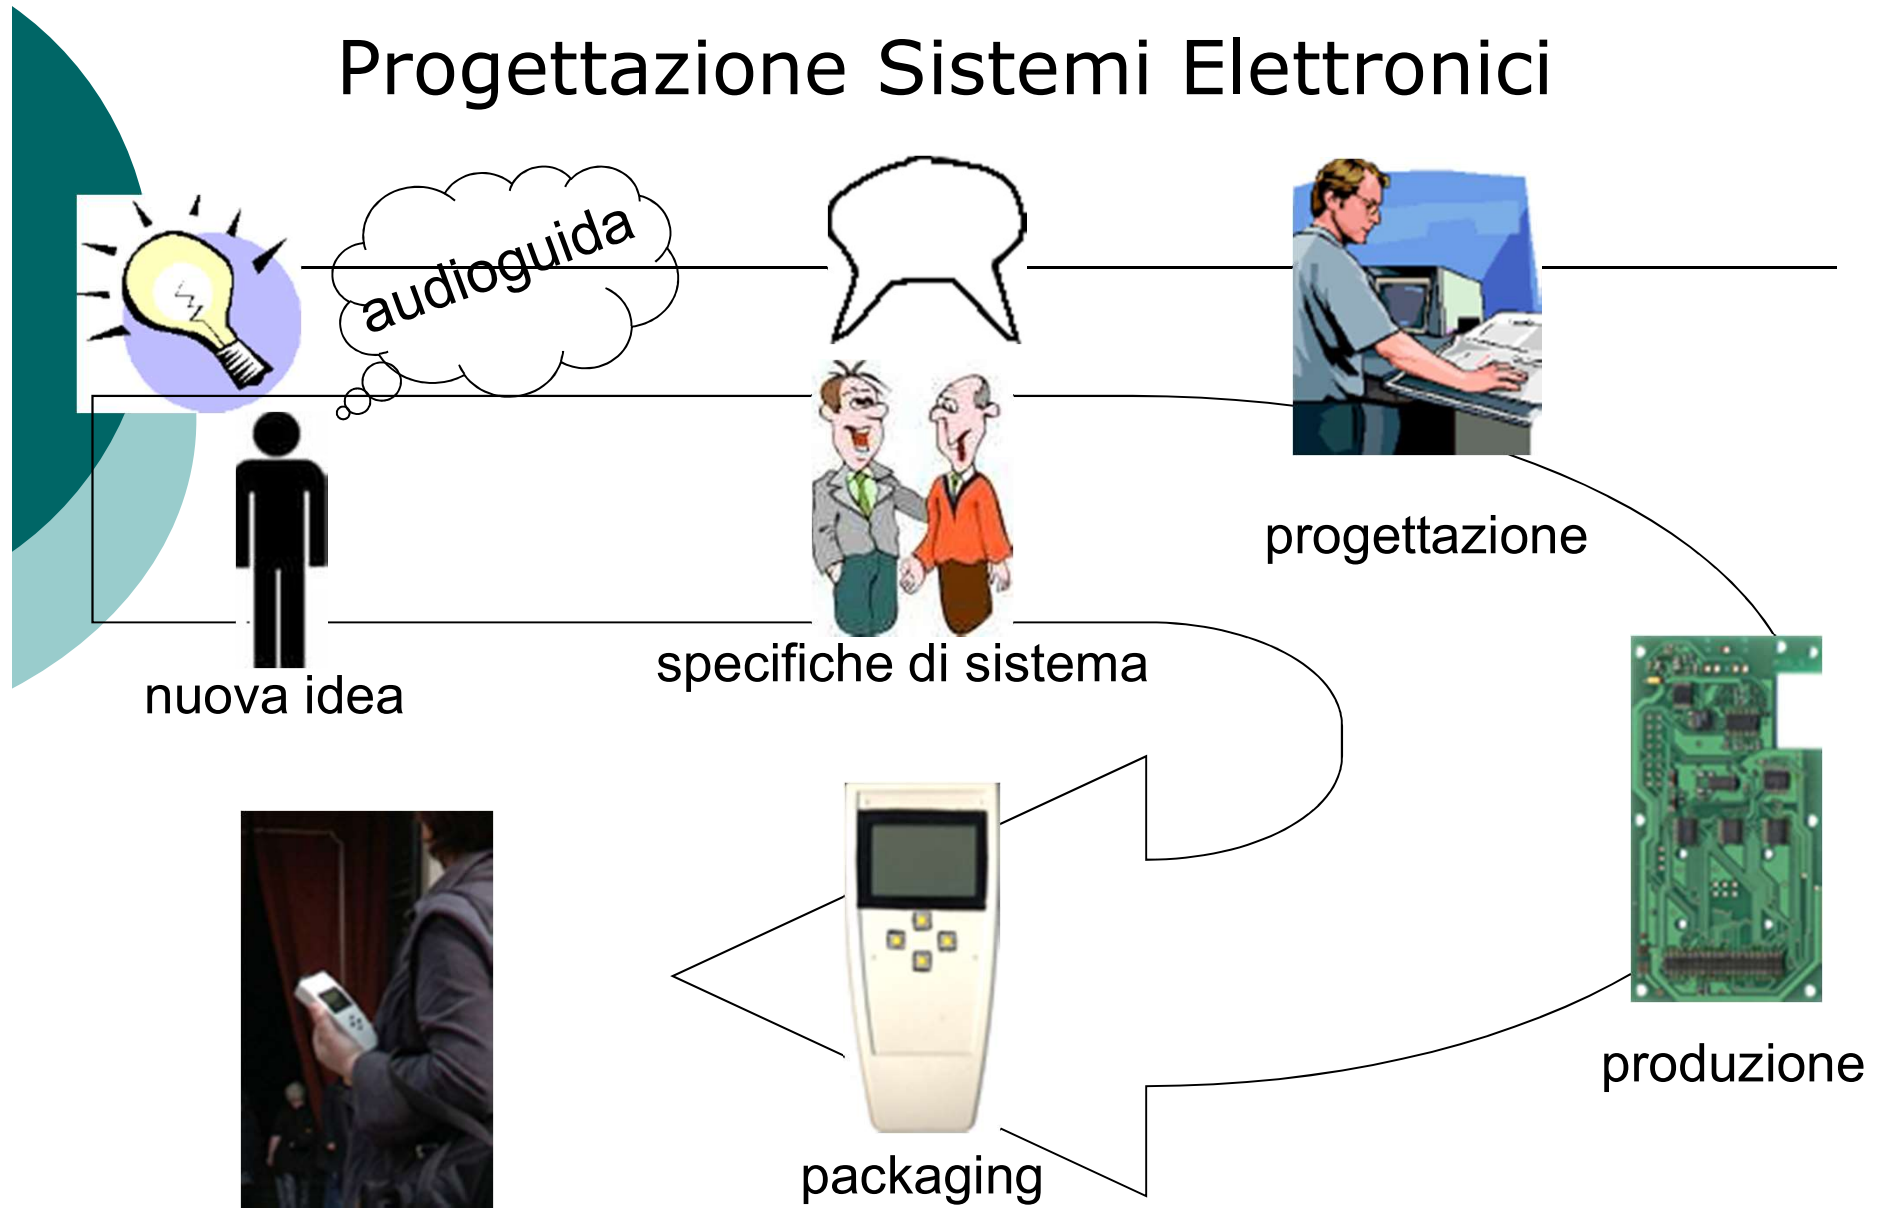 Progettazione Sistemi Elettronici
audioguida
progettazione
specifiche di sistema
nuova idea
produzione
packaging